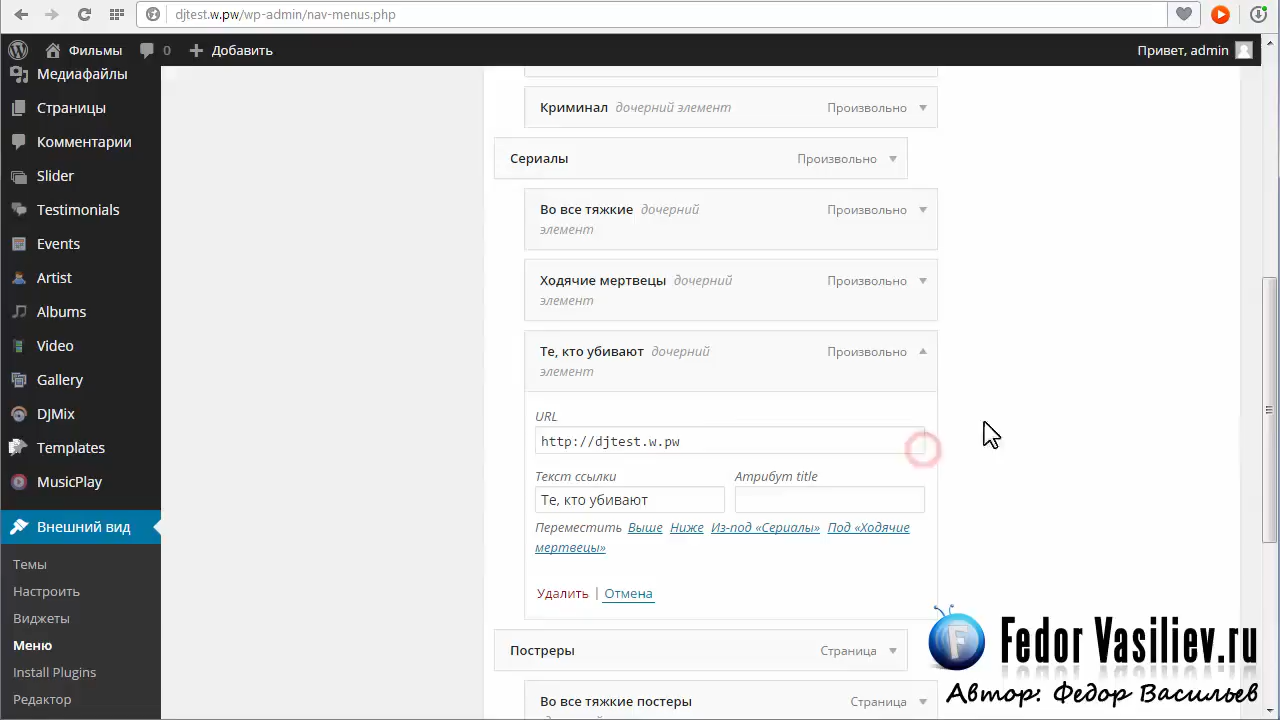 djtest.w.pw/wp-admin/nav-menus.php
Фильмы 0 Добавить Привет, admin
Медиафайлы
Страницы
Комментарии
Slider
Testimonials
Events
Artist
Albums
Video
Gallery
DJMix
Templates
MusicPlay
Внешний вид
Темы
Настроить
Виджеты
Меню
Install Plugins
Редактор
Криминал дочерний элемент Произвольно
Сериалы Произвольно
Во все тяжкие дочерний Произвольно
элемент
Ходячие мертвецы дочерний Произвольно
элемент
Те, кто убивают дочерний Произвольно
элемент
URL
http://djtest.w.pw
Текст ссылки Атрибут title
Те, кто убивают
Переместить Выше Ниже Из-под «Сериалы» Под «Ходячие
мертвецы»
Удалить | Отмена
Построеры Страница
Во все тяжкие постеры Страница
Fedor Vasiliev.ru
Автор: Федор Васильев